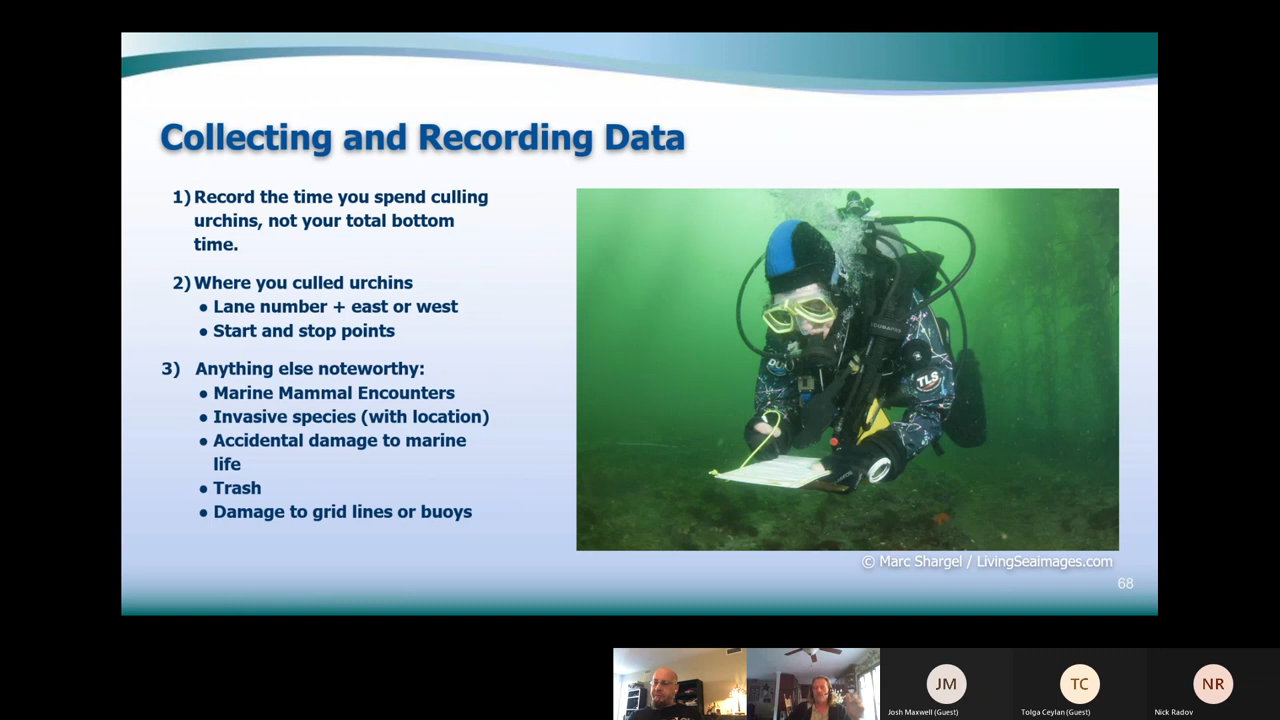 Collecting and Recording Data
1) Record the time you spend culling
urchins, not your total bottom
time.
2) Where you culled urchins
● Lane number + east or west
● Start and stop points
3) Anything else noteworthy:
● Marine Mammal Encounters
● Invasive species (with location)
● Accidental damage to marine
life
● Trash
● Damage to grid lines or buoys
TLS
© Marc Shargel / LivingSeaimages.com
68
JM
TC
NR
Josh Maxwell (Guest)
Tolga Ceylan (Guest)
Nick Radov